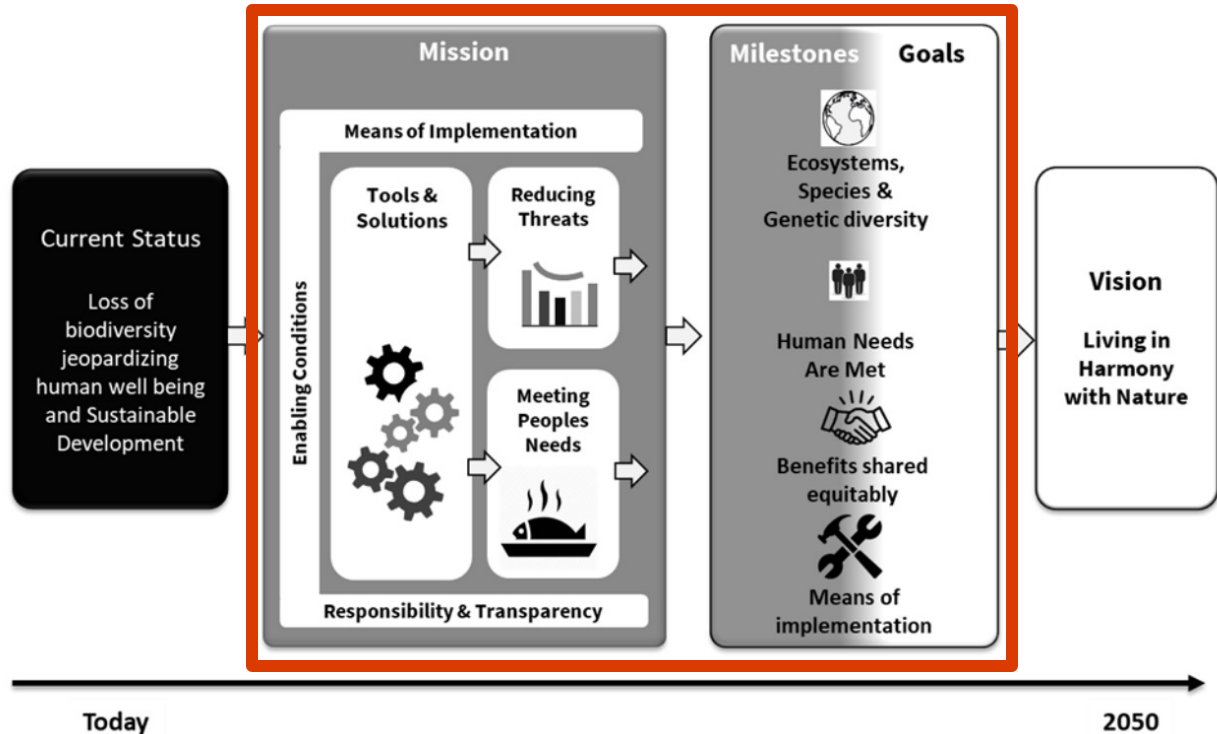 Current Status
Loss of
biodiversity
jeopardizing
human well being
and Sustainable
Development
Mission
Means of Implementation
Enabling Conditions
Tools &
Solutions
Reducing
Threats
Meeting
Peoples
Needs
Responsibility & Transparency
Milestones Goals
Ecosystems,
Species &
Genetic diversity
Human Needs
Are Met
Benefits shared
equitably
Means of
implementation
Vision
Living in
Harmony
with Nature
Today
2050